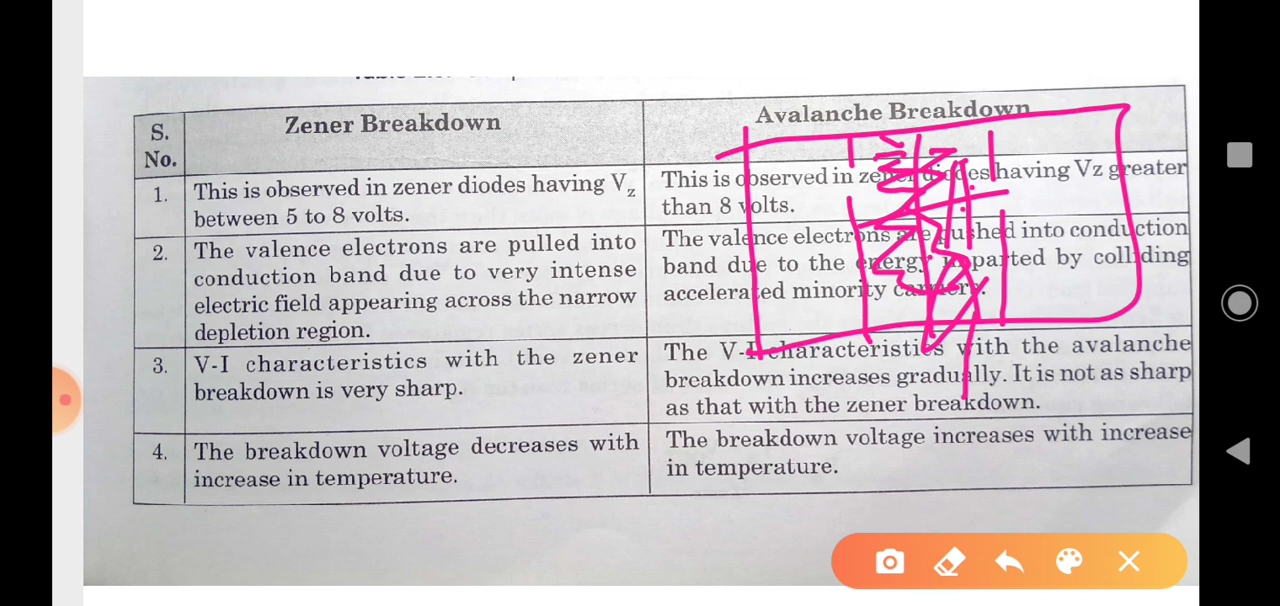 S.
No.
Zener Breakdown
Avalanche Breakdown
1.
This is observed in zener diodes having Vz
between 5 to 8 volts.
This is observed in zener diodes having Vz greater
than 8 volts.
2.
The valence electrons are pulled into
conduction band due to very intense
electric field appearing across the narrow
depletion region.
The valence electrons are pushed into conduction
band due to the energy imparted by colliding
accelerated minority carriers.
3.
V-I characteristics with the zener
breakdown is very sharp.
The V-I characteristics with the avalanche
breakdown increases gradually. It is not as sharp
as that with the zener breakdown.
4.
The breakdown voltage decreases with
increase in temperature.
The breakdown voltage increases with increase
in temperature.